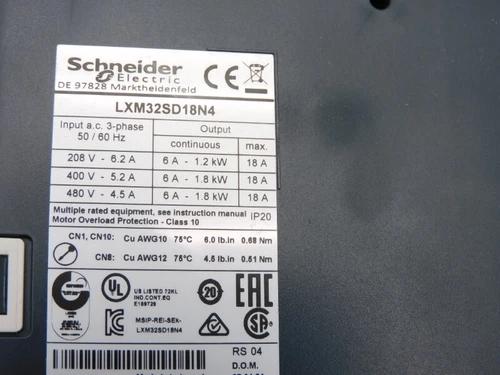 Schneider
Electric
DE 97828 Marktheidenfeld
CE
LXM32SD18N4
Input a.c. 3-phase
50 / 60 Hz
Output
continuous max.
208 V - 6.2 A 6 A - 1.2 kW 18 A
400 V - 5.2 A 6 A - 1.8 kW 18 A
480 V - 4.5 A 6 A - 1.8 kW 18 A
Multiple rated equipment, see instruction manual
Motor Overload Protection - Class 10
IP20
CN1, CN10: Cu AWG10 75°C 6.0 lb.in 0.68 Nm
CN8: Cu AWG12 75°C 4.5 lb.in 0.51 Nm
UL
US LISTED 72KL
IND.CONT.EQ
E189729
20
EAC
MSIP-REI-SEK-
LXM32SD18N4
RS 04
D.O.M.